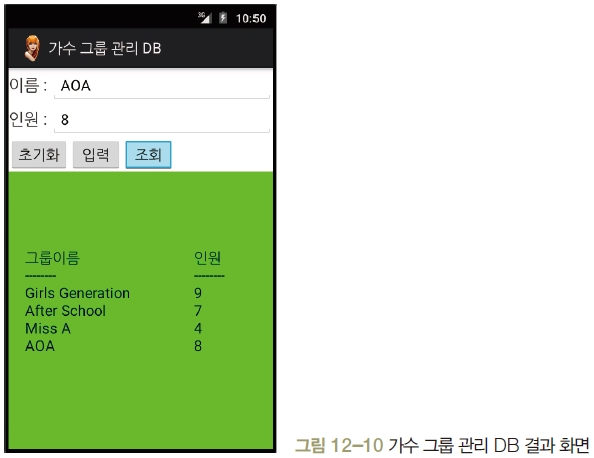 3G 10:50
가수 그룹 관리 DB
이름 : AOA
인원 : 8
초기화 입력 조회
그룹이름 인원
-------- --------
Girls Generation 9
After School 7
Miss A 4
AOA 8
그림 12-10 가수 그룹 관리 DB 결과 화면